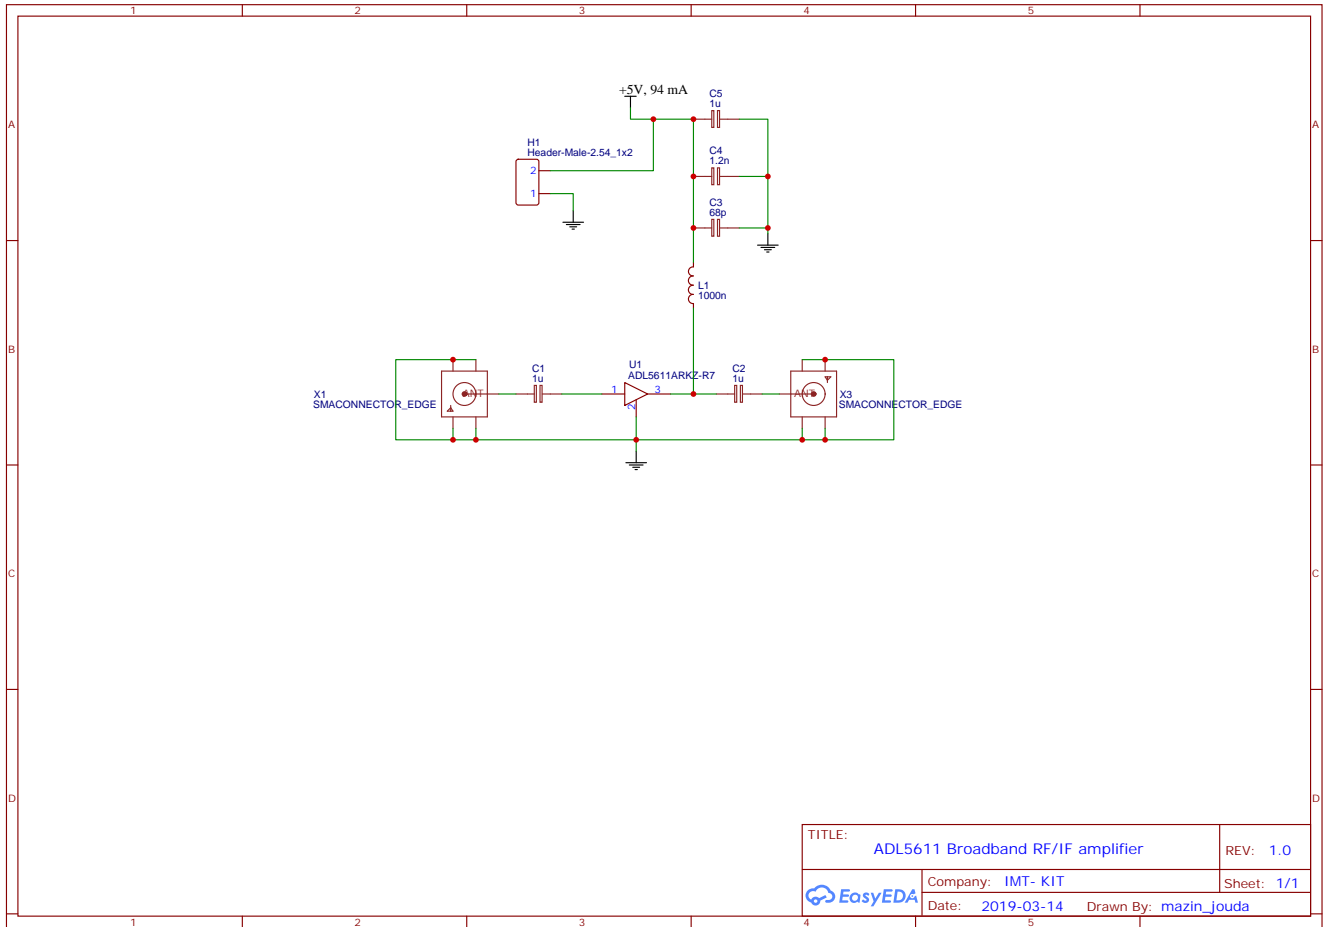 1 2 3 4 5
A A
+5V, 94 mA
C5
1u
H1
Header-Male-2.54_1x2
2
1
C4
1.2n
C3
68p
L1
1000n
B B
X1
SMACONNECTOR_EDGE
ANT
C1
1u
U1
ADL5611ARKZ-R7
1 3
2
C2
1u
ANT
X3
SMACONNECTOR_EDGE
C C
D D
TITLE:
ADL5611 Broadband RF/IF amplifier
REV: 1.0
EasyEDA
Company: IMT- KIT
Sheet: 1/1
Date: 2019-03-14 Drawn By: mazin_jouda
1 2 3 4 5